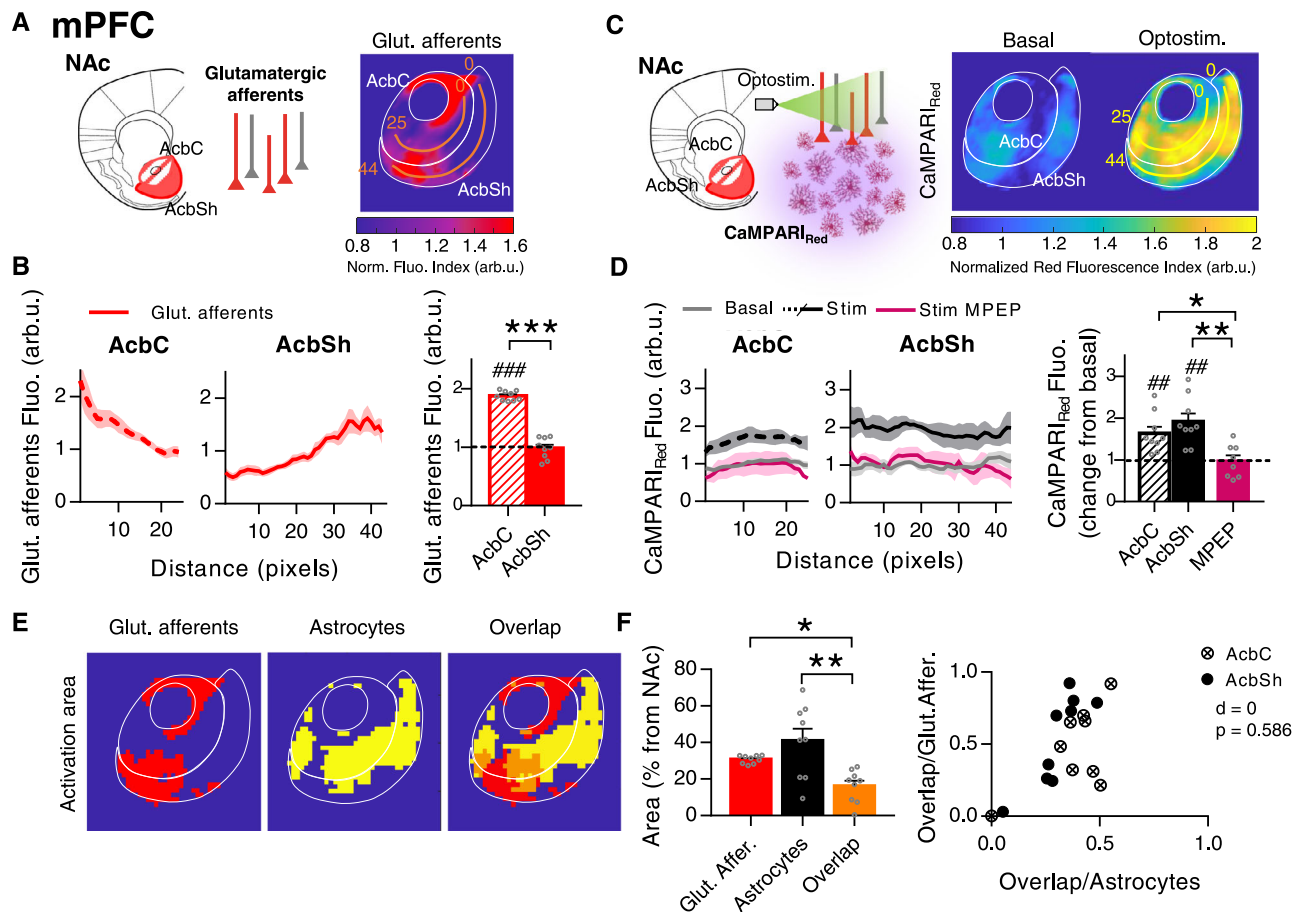 A mPFC
NAc
Glutamatergic
afferents
AcbC
AcbSh
Glut. afferents
AcbC
0
0
25
44
AcbSh
0.8 1 1.2 1.4 1.6
Norm. Fluo. Index (arb.u.)
C
NAc
Optostim.
AcbC
AcbSh
CaMPARIRed
Basal
Optostim.
CaMPARIRed
AcbC
AcbSh
0
0
25
44
0.8 1 1.2 1.4 1.6 1.8 2
Normalized Red Fluorescence Index (arb.u.)
B
Glut. afferents
AcbC
AcbSh
Glut. afferents Fluo. (arb.u.)
2
1
0
10 20
2
1
0
10 20 30 40
Distance (pixels)
Glut. afferents Fluo. (arb.u.)
***
###
2
1
0
AcbC
AcbSh
D
Basal Stim Stim MPEP
AcbC
AcbSh
CaMPARIRed Fluo. (arb.u.)
3
2
1
0
10 20
3
2
1
0
10 20 30 40
Distance (pixels)
CaMPARIRed Fluo.
(change from basal)
*
**
##
##
3
2
1
0
AcbC
AcbSh
MPEP
E
Glut. afferents
Astrocytes
Overlap
Activation area
F
Area (% from NAc)
*
**
80
60
40
20
0
Glut. Affer.
Astrocytes
Overlap
Overlap/Glut.Affer.
1.0
0.5
0.0
0.0 0.5 1.0
Overlap/Astrocytes
AcbC
AcbSh
d = 0
p = 0.586